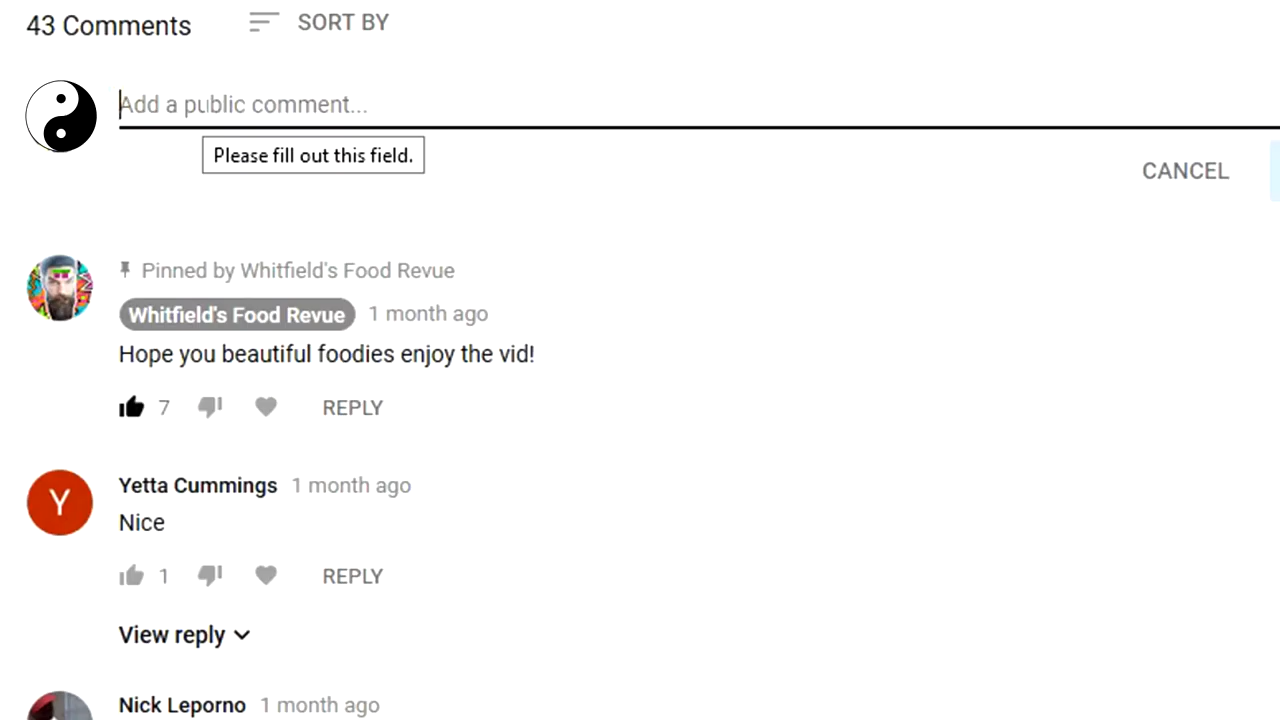 43 Comments
SORT BY
Add a public comment...
Please fill out this field.
CANCEL
Pinned by Whitfield's Food Revue
Whitfield's Food Revue 1 month ago
Hope you beautiful foodies enjoy the vid!
7 REPLY
Y
Yetta Cummings 1 month ago
Nice
1 REPLY
View reply
Nick Leporno 1 month ago